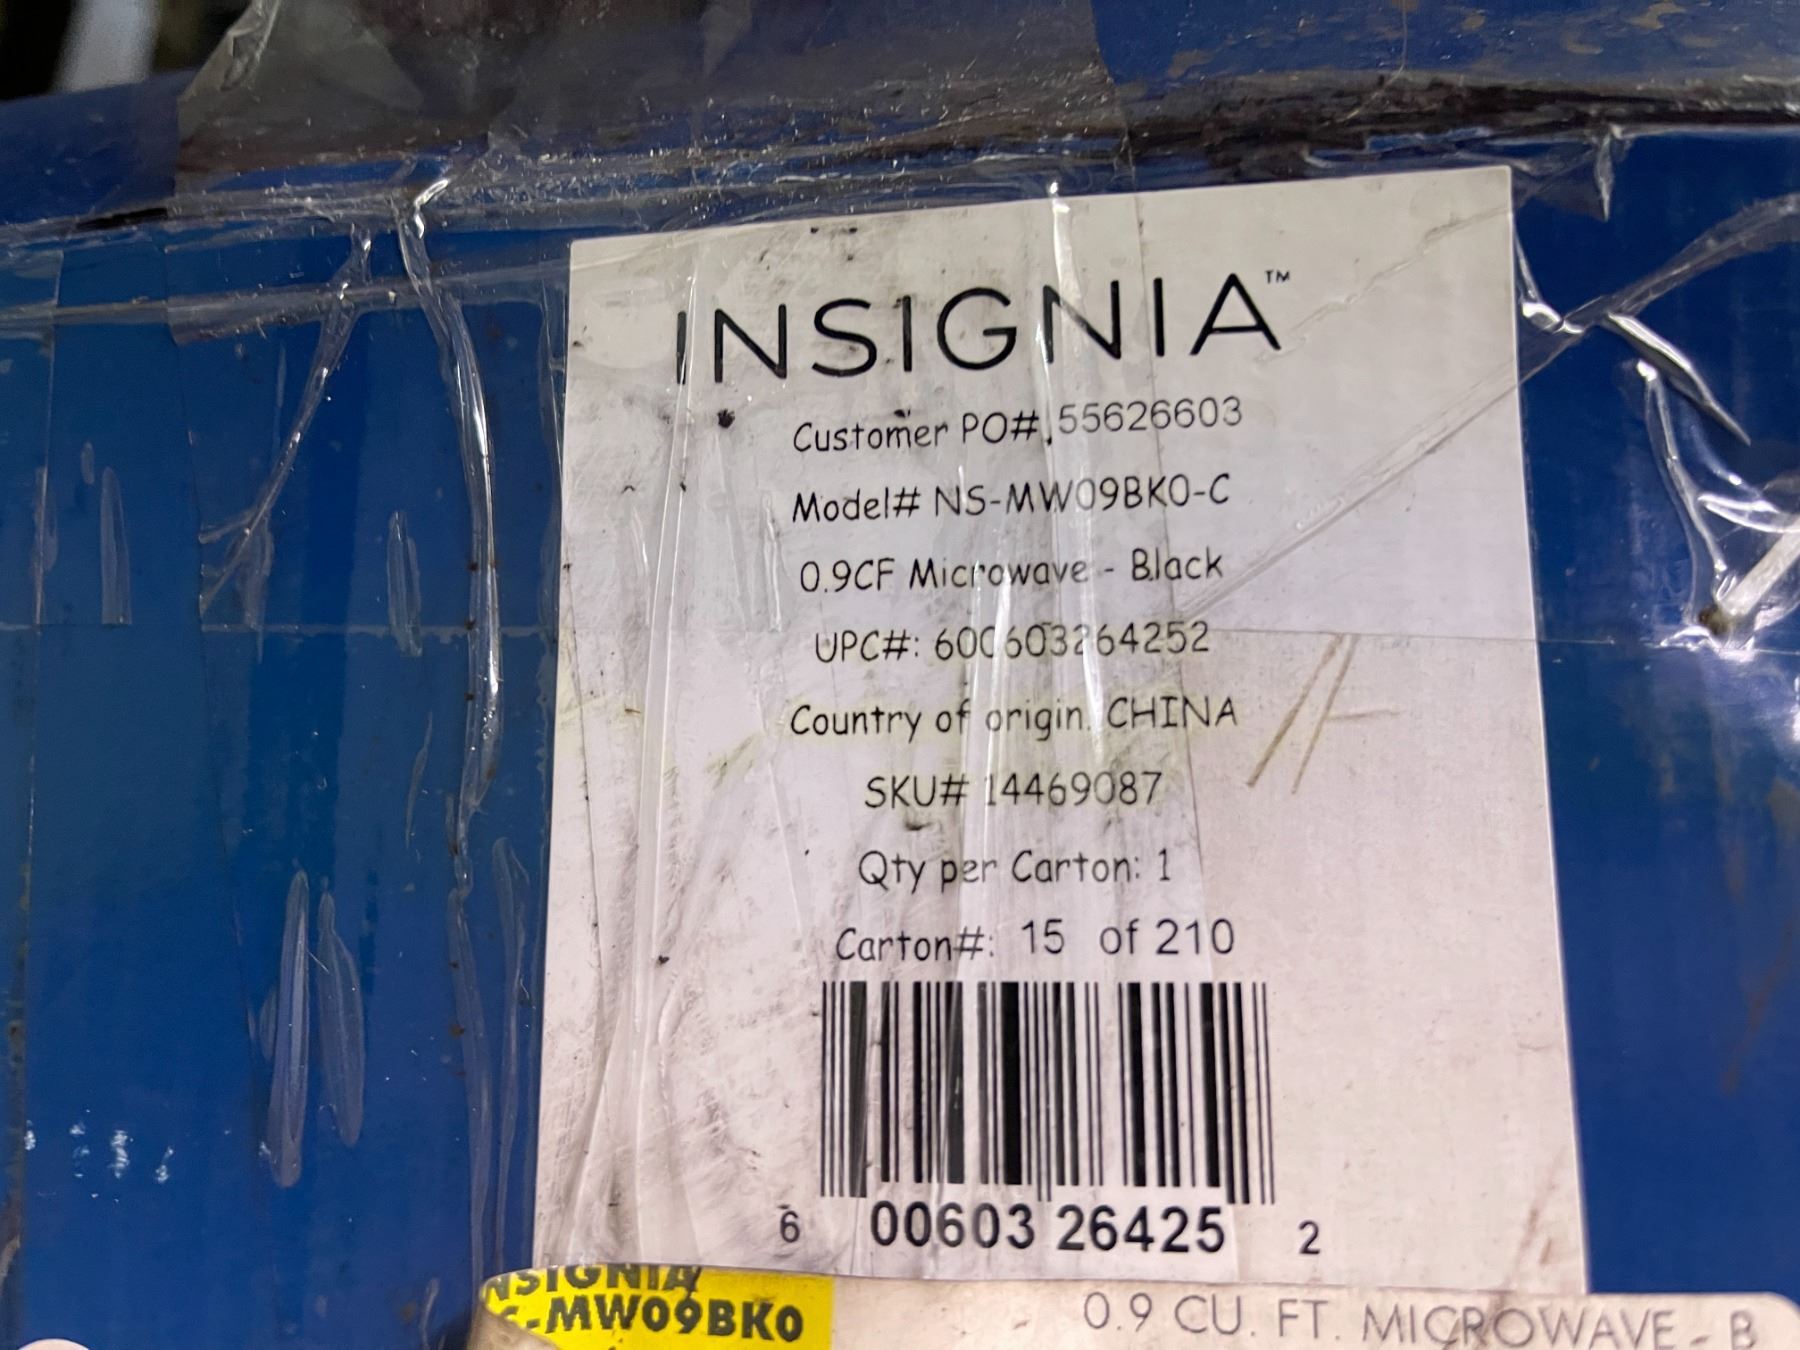 INSIGNIA™
Customer PO# 55626603
Model# NS-MW09BK0-C
0.9CF Microwave - Black
UPC#: 600603264252
Country of origin: CHINA
SKU# 14469087
Qty per Carton: 1
Carton#: 15 of 210
6 00603 26425 2
INSIGNIA
-MW09BK0
0.9 CU. FT. MICROWAVE - B